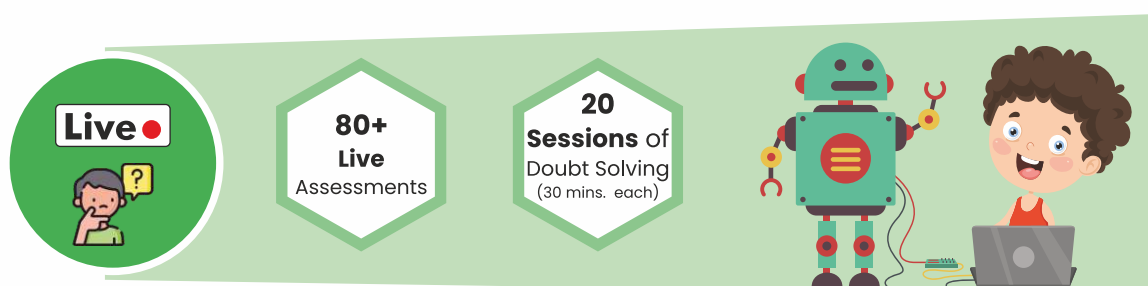 Live
?
80+
Live
Assessments
20
Sessions of
Doubt Solving
(30 mins. each)